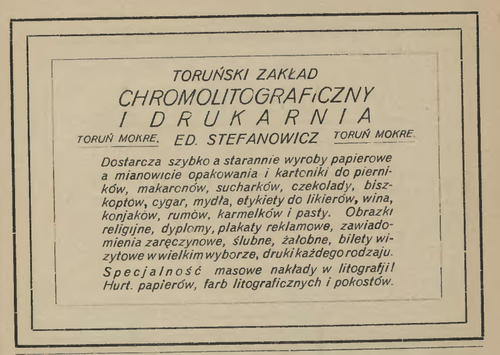 TORUŃSKI ZAKŁAD
CHROMOLITOGRAFICZNY
I DRUKARNIA
TORUŃ MOKRE. ED. STEFANOWICZ TORUŃ MOKRE.
Dostarcza szybko a starannie wyroby papierowe
a mianowicie opakowania i kartoniki do pierni-
ków, makaronów, sucharków, czekolady, bisz-
koptów, cygar, mydła, etykiety do likierów, wina,
konjaków, rumów, karmelków i pasty. Obrazki
religijne, dyplomy, plakaty reklamowe, zawiado-
mienia zaręczynowe, ślubne, żałobne, bilety wi-
zytowe w wielkim wyborze, druki każdego rodzaju.
Specjalność masowe nakłady w litografji!
Hurt. papierów, farb litograficznych i pokostów.